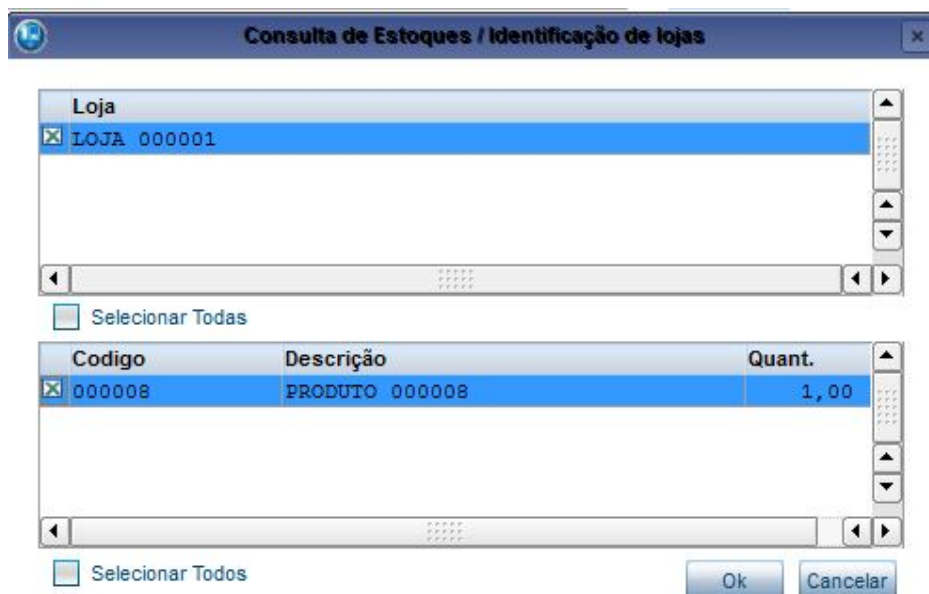 Consulta de Estoques / Identificação de lojas
Loja
LOJA 000001
Selecionar Todas
Codigo Descrição Quant.
000008 PRODUTO 000008 1,00
Selecionar Todos
Ok Cancelar